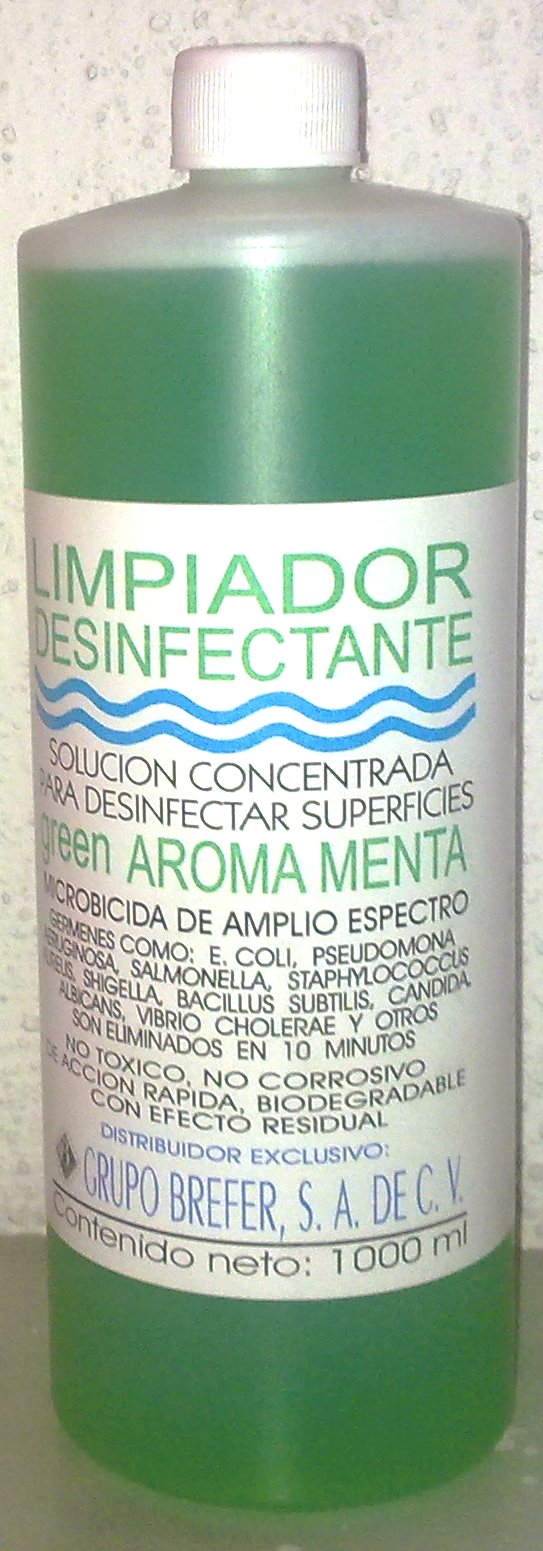 LIMPIADOR
DESINFECTANTE
SOLUCION CONCENTRADA
PARA DESINFECTAR SUPERFICIES
green AROMA MENTA
MICROBICIDA DE AMPLIO ESPECTRO
GERMENES COMO: E. COLI, PSEUDOMONA
AERUGINOSA, SALMONELLA, STAPHYLOCOCCUS
AUREUS, SHIGELLA, BACILLUS SUBTILIS, CANDIDA
ALBICANS, VIBRIO CHOLERAE Y OTROS
SON ELIMINADOS EN 10 MINUTOS
NO TOXICO, NO CORROSIVO
DE ACCION RAPIDA, BIODEGRADABLE
CON EFECTO RESIDUAL
DISTRIBUIDOR EXCLUSIVO:
GRUPO BREFER, S. A. DE C. V.
Contenido neto: 1000 ml